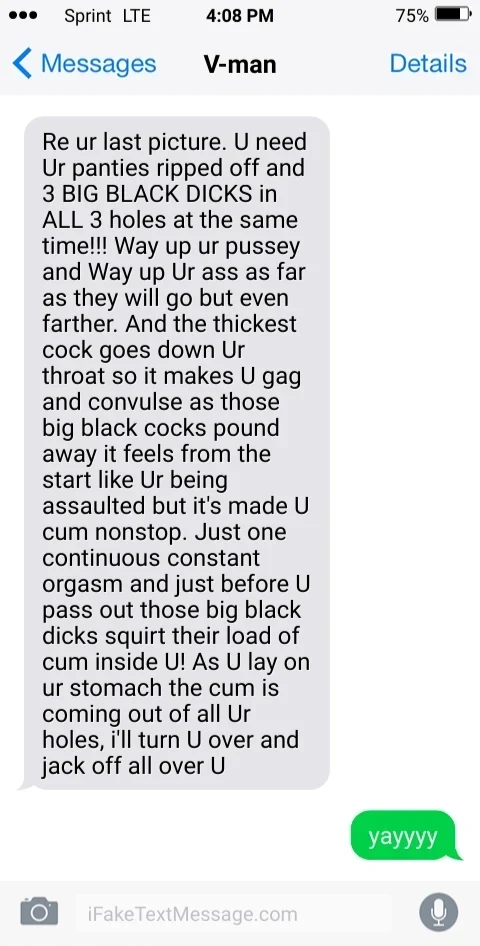 Sprint LTE 4:08 PM 75%
Messages V-man Details
Re ur last picture. U need
Ur panties ripped off and
3 BIG BLACK DICKS in
ALL 3 holes at the same
time!!! Way up ur pussey
and Way up Ur ass as far
as they will go but even
farther. And the thickest
cock goes down Ur
throat so it makes U gag
and convulse as those
big black cocks pound
away it feels from the
start like Ur being
assaulted but it's made U
cum nonstop. Just one
continuous constant
orgasm and just before U
pass out those big black
dicks squirt their load of
cum inside U! As U lay on
ur stomach the cum is
coming out of all Ur
holes, i'll turn U over and
jack off all over U
yayyyy
iFakeTextMessage.com